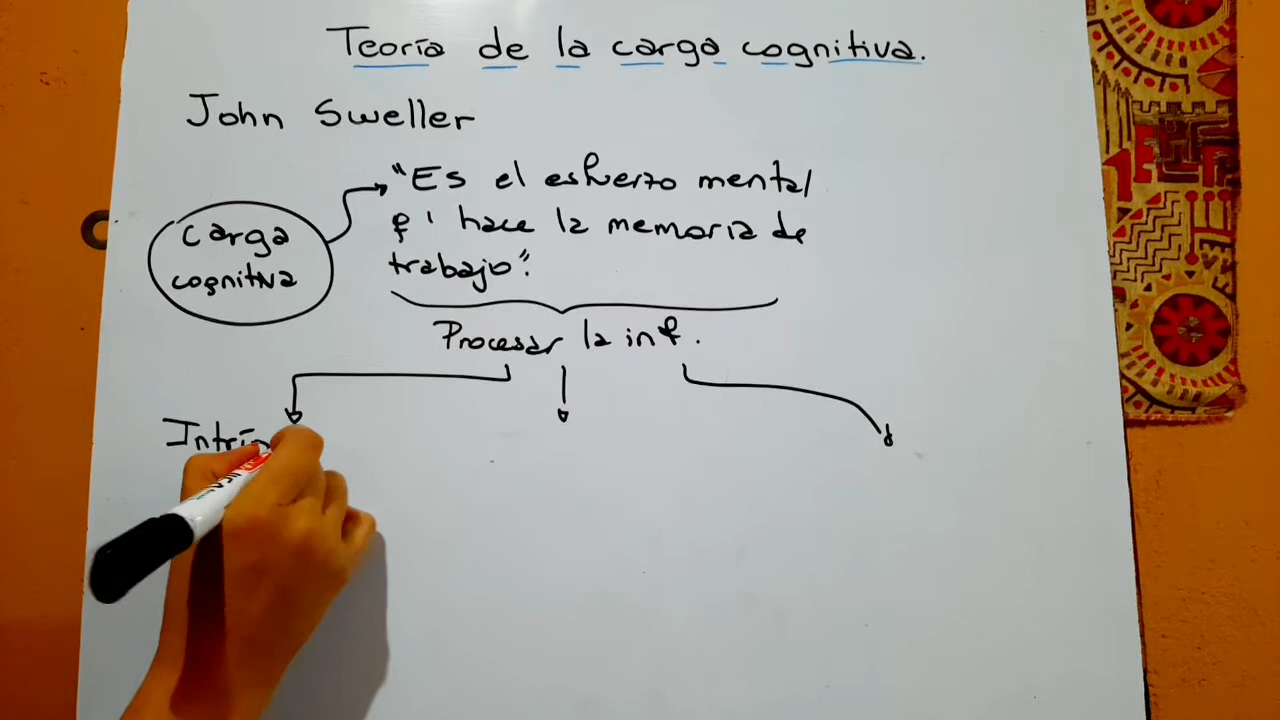 Teoría de la carga cognitiva.
John Sweller
"Es el esfuerzo mental
q' hace la memoria de
trabajo".
Carga
cognitiva
Procesar la inf.